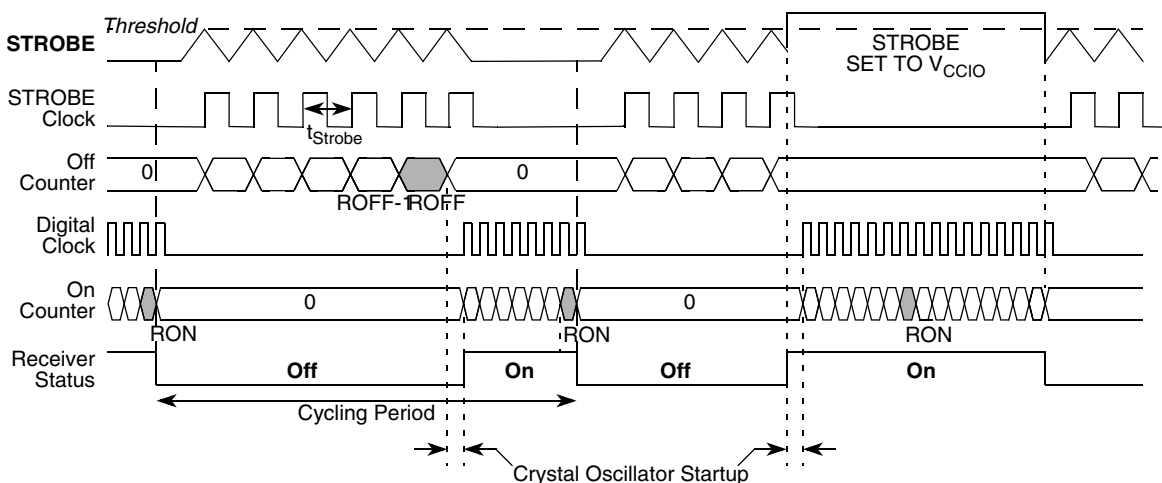 Threshold
STROBE
STROBE
SET TO VCCIO
STROBE
Clock
tStrobe
Off
Counter
0
0
ROFF-1
ROFF
Digital
Clock
On
Counter
0
0
RON
RON
RON
Receiver
Status
Off
On
Off
On
Cycling Period
Crystal Oscillator Startup